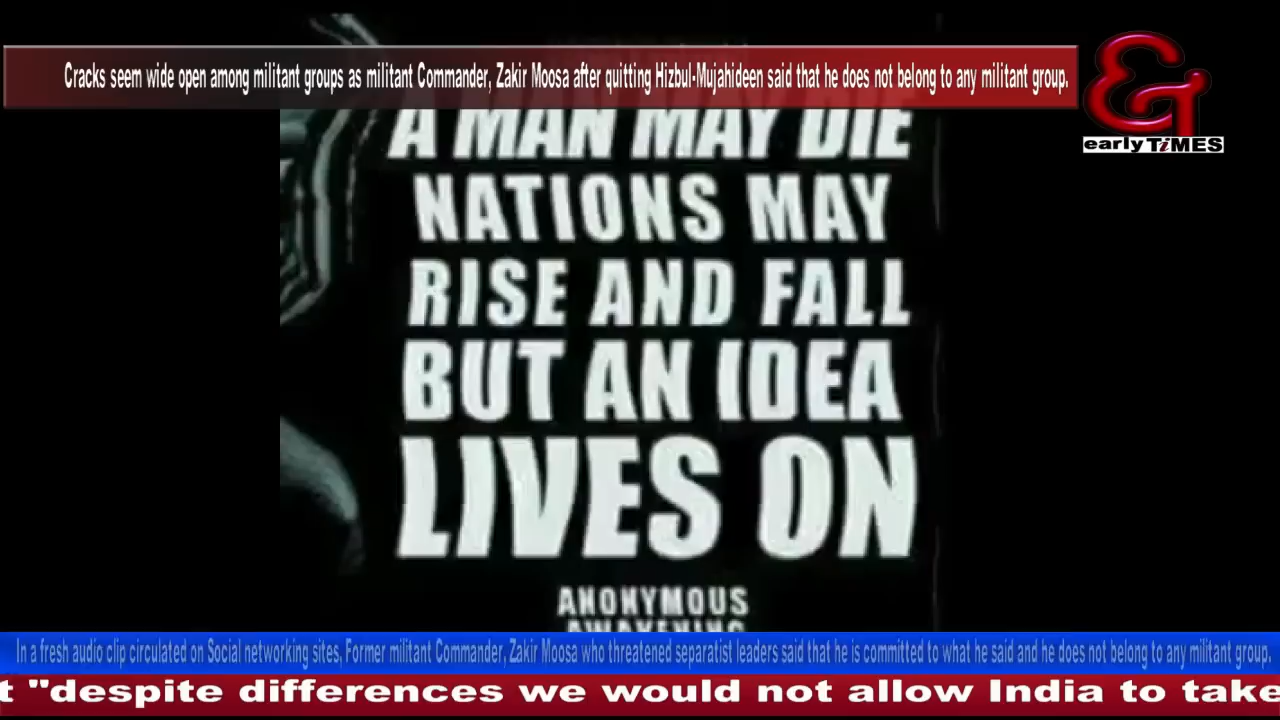 Cracks seem wide open among militant groups as militant Commander, Zakir Moosa after quitting Hizbul-Mujahideen said that he does not belong to any militant group.
earlyTiMES
A MAN MAY DIE
NATIONS MAY
RISE AND FALL
BUT AN IDEA
LIVES ON
ANONYMOUS
AWAKENING
In a fresh audio clip circulated on Social networking sites, Former militant Commander, Zakir Moosa who threatened separatist leaders said that he is committed to what he said and he does not belong to any militant group.
"despite differences we would not allow India to take